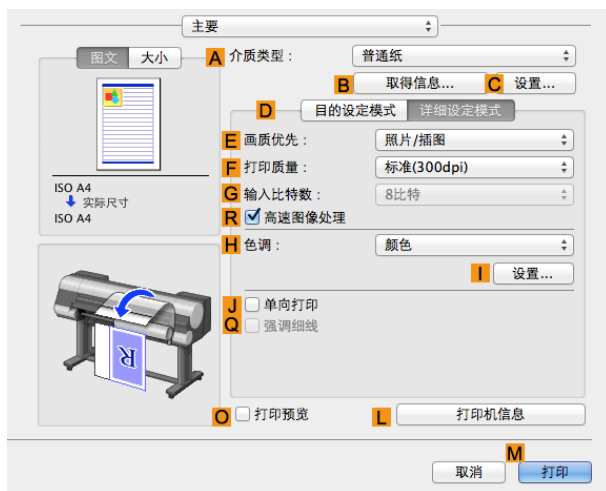 主要
图文 大小
A 介质类型： 普通纸
B 取得信息... C 设置...
D 目的设定模式 详细设定模式
E 画质优先： 照片/插图
F 打印质量： 标准(300dpi)
G 输入比特数： 8比特
R 高速图像处理
H 色调： 颜色
I 设置...
ISO A4
实际尺寸
ISO A4
J 单向打印
Q 强调细线
R
O 打印预览 L 打印机信息
M
取消 打印